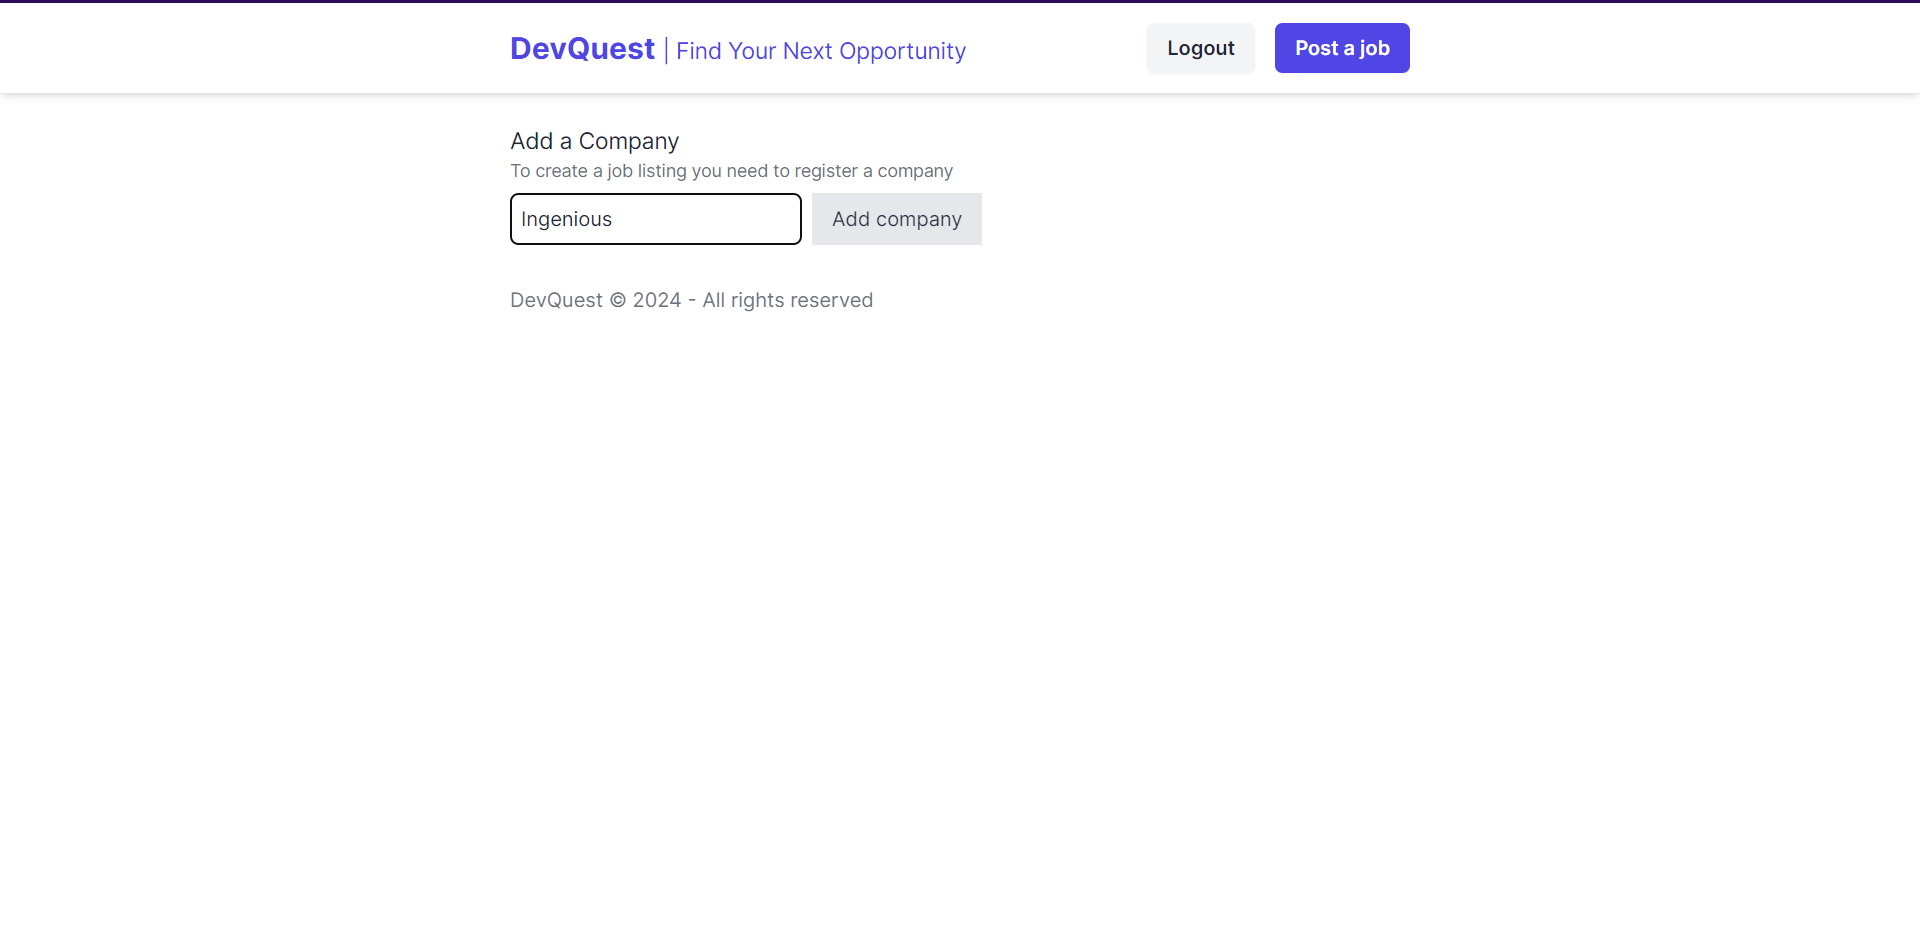 DevQuest | Find Your Next Opportunity
Logout
Post a job
Add a Company
To create a job listing you need to register a company
Ingenious
Add company
DevQuest © 2024 - All rights reserved